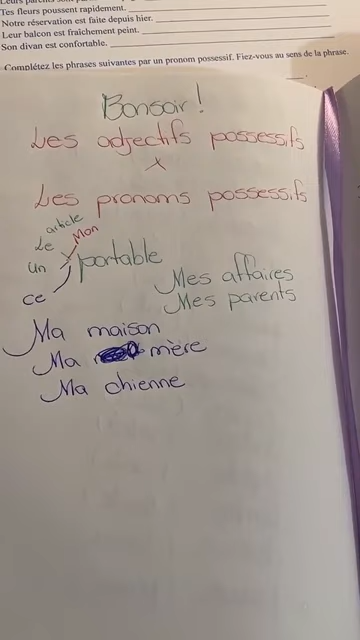 Tes fleurs poussent rapidement.
Notre réservation est faite depuis hier.
Leur balcon est fraîchement peint.
Son divan est confortable.
Complétez les phrases suivantes par un pronom possessif. Fiez-vous au sens de la phrase.
Bonsoir !
Les adjectifs possessifs
x
Les pronoms possessifs
article
Le Mon
Un portable
ce
Mes affaires
Mes parents
Ma maison
Ma mère
Ma chienne